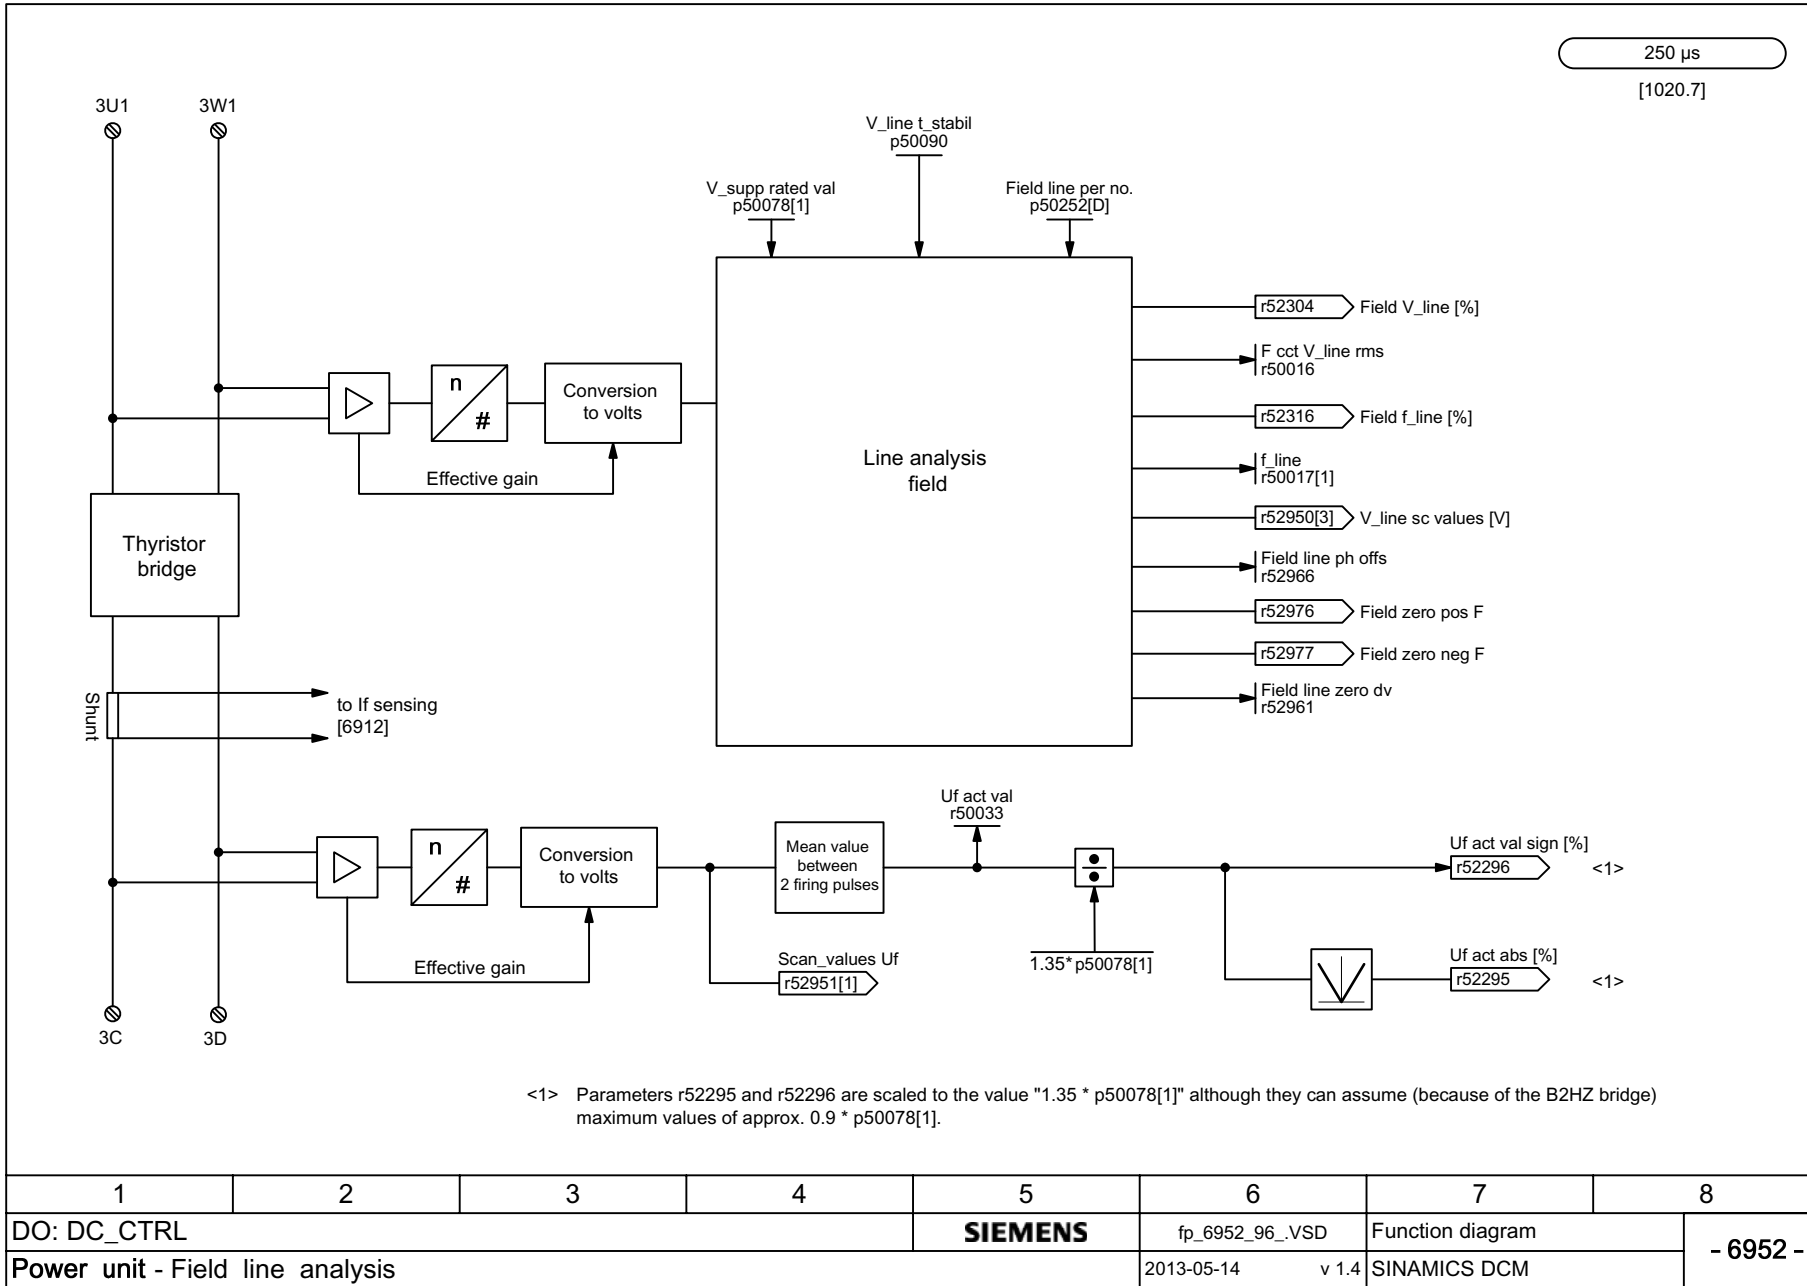 250 µs
[1020.7]
3U1
3W1
V_line t_stabil
p50090
V_supp rated val
p50078[1]
Field line per no.
p50252[D]
r52304 Field V_line [%]
F cct V_line rms
r50016
n
#
Conversion
to volts
r52316 Field f_line [%]
Line analysis
field
f_line
r50017[1]
Effective gain
r52950[3] V_line sc values [V]
Thyristor
bridge
Field line ph offs
r52966
r52976 Field zero pos F
r52977 Field zero neg F
Field line zero dv
r52961
Shunt
to If sensing
[6912]
Uf act val
r50033
n
#
Conversion
to volts
Mean value
between
2 firing pulses
Uf act val sign [%]
r52296 <1>
Effective gain
Scan_values Uf
r52951[1]
1.35* p50078[1]
Uf act abs [%]
r52295 <1>
3C
3D
<1> Parameters r52295 and r52296 are scaled to the value "1.35 * p50078[1]" although they can assume (because of the B2HZ bridge)
maximum values of approx. 0.9 * p50078[1].
1 2 3 4 5 6 7 8
DO: DC_CTRL SIEMENS fp_6952_96_.VSD Function diagram
- 6952 -
Power unit - Field line analysis 2013-05-14 v 1.4 SINAMICS DCM